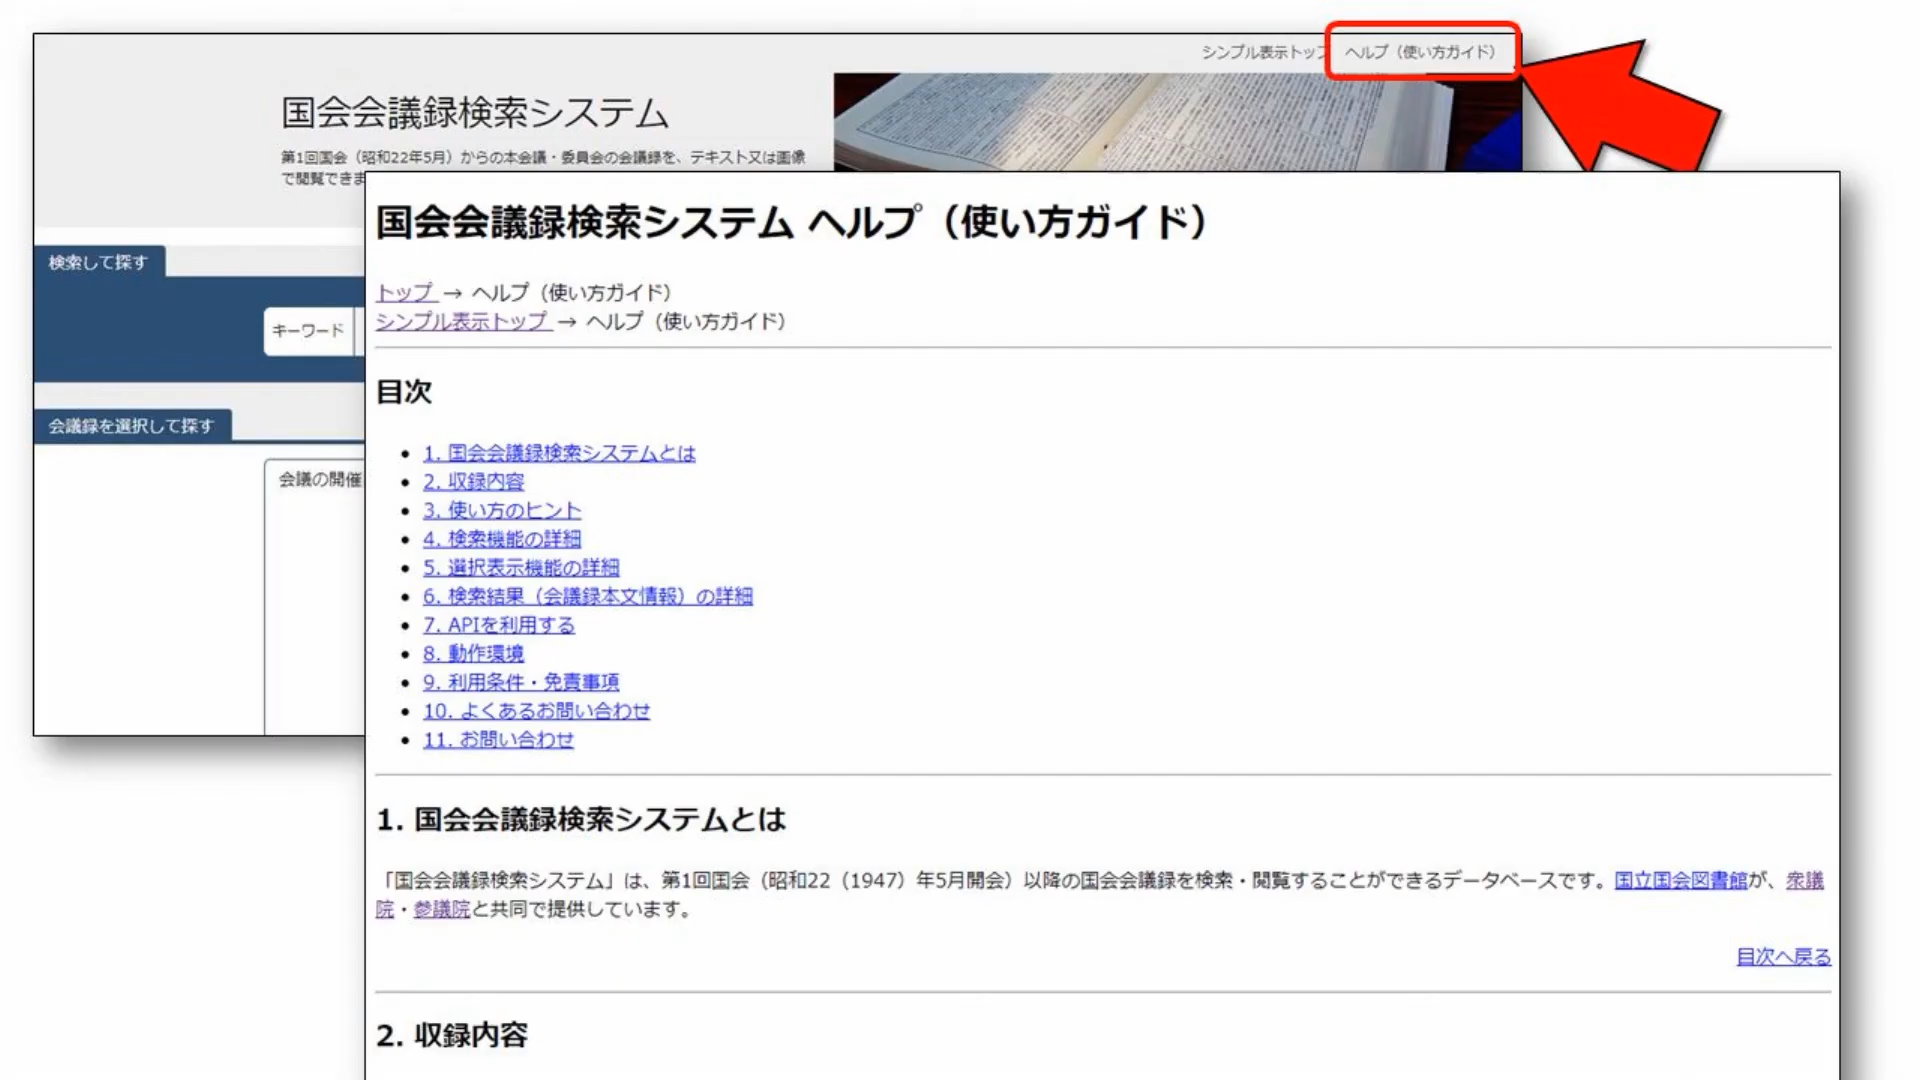 シンプル表示トップ ヘルプ（使い方ガイド）
国会会議録検索システム
第1回国会（昭和22年5月）からの本会議・委員会の会議録を、テキスト又は画像
で閲覧できま
検索して探す
キーワード
会議録を選択して探す
会議の開催
国会会議録検索システム ヘルプ（使い方ガイド）
トップ → ヘルプ（使い方ガイド）
シンプル表示トップ → ヘルプ（使い方ガイド）
目次
1. 国会会議録検索システムとは
2. 収録内容
3. 使い方のヒント
4. 検索機能の詳細
5. 選択表示機能の詳細
6. 検索結果（会議録本文情報）の詳細
7. APIを利用する
8. 動作環境
9. 利用条件・免責事項
10. よくあるお問い合わせ
11. お問い合わせ
1. 国会会議録検索システムとは
「国会会議録検索システム」は、第1回国会（昭和22（1947）年5月開会）以降の国会会議録を検索・閲覧することができるデータベースです。国立国会図書館が、衆議
院・参議院と共同で提供しています。
目次へ戻る
2. 収録内容